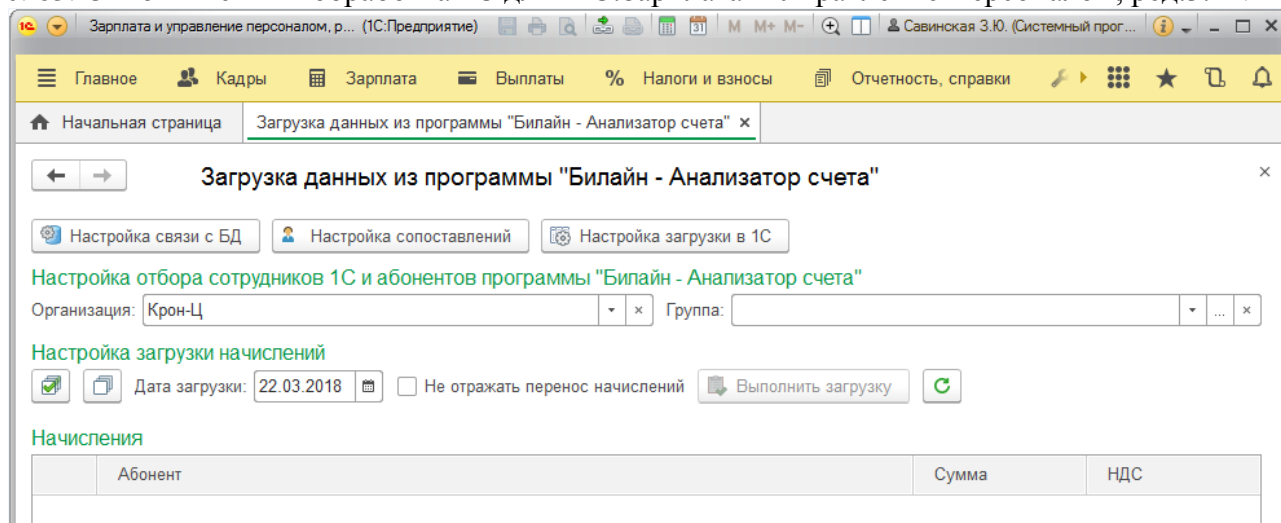 Зарплата и управление персоналом, р... (1С:Предприятие) 31 M M+ M- Савинская З.Ю. (Системный прог...
Главное Кадры Зарплата Выплаты % Налоги и взносы Отчетность, справки
Начальная страница Загрузка данных из программы "Билайн - Анализатор счета" ×
Загрузка данных из программы "Билайн - Анализатор счета" ×
Настройка связи с БД Настройка сопоставлений Настройка загрузки в 1С
Настройка отбора сотрудников 1С и абонентов программы "Билайн - Анализатор счета"
Организация: Крон-Ц × Группа: ... ×
Настройка загрузки начислений
Дата загрузки: 22.03.2018 Не отражать перенос начислений Выполнить загрузку
Начисления
Абонент Сумма НДС